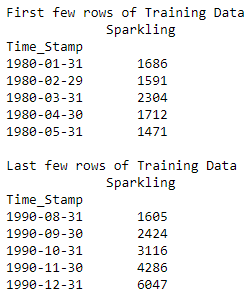 First few rows of Training Data
Sparkling
Time_Stamp
1980-01-31 1686
1980-02-29 1591
1980-03-31 2304
1980-04-30 1712
1980-05-31 1471
Last few rows of Training Data
Sparkling
Time_Stamp
1990-08-31 1605
1990-09-30 2424
1990-10-31 3116
1990-11-30 4286
1990-12-31 6047